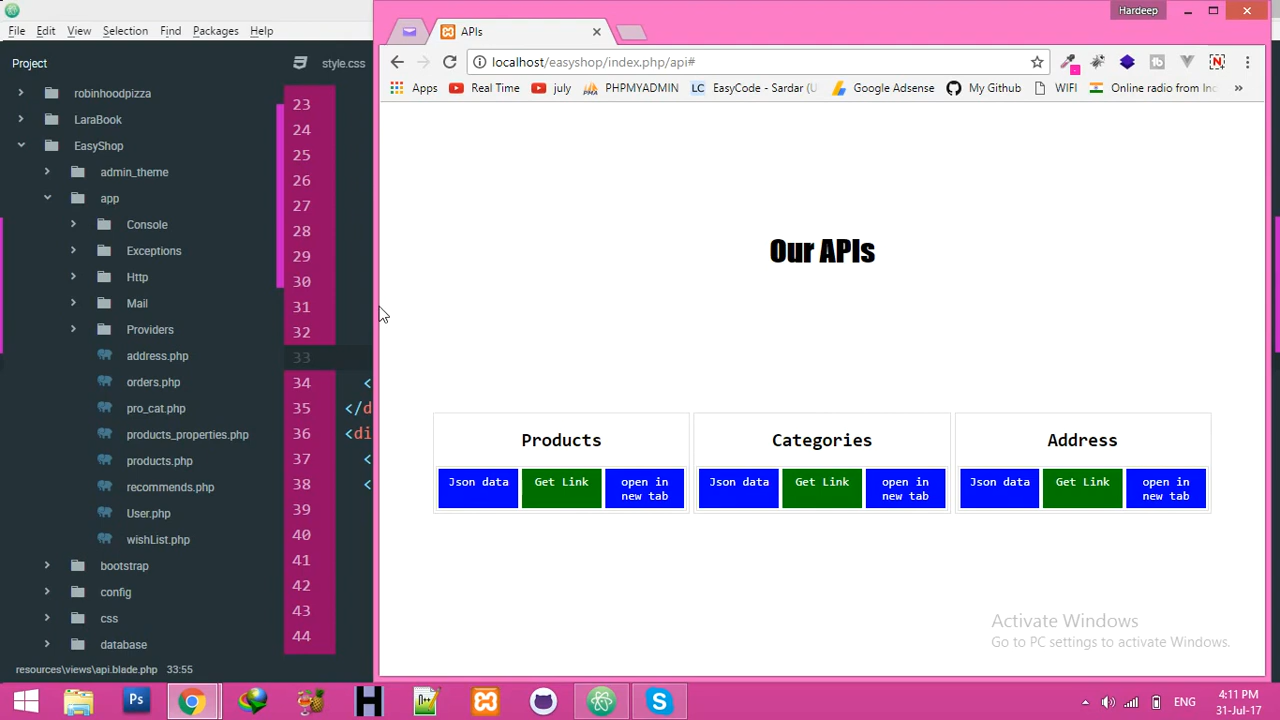 File Edit View Selection Find Packages Help
Project
style.css
robinhoodpizza
LaraBook
EasyShop
admin_theme
app
Console
Exceptions
Http
Mail
Providers
address.php
orders.php
pro_cat.php
products_properties.php
products.php
recommends.php
User.php
wishList.php
bootstrap
config
css
database
resources\views\api.blade.php 33:55
23
24
25
26
27
28
29
30
31
32
33
34 <
35 </d
36 <di
37 <
38 <
39
40
41
42
43
44
Hardeep
APIs
localhost/easyshop/index.php/api#
Apps Real Time july PHPMYADMIN LC EasyCode - Sardar (U Google Adsense My Github WIFI Online radio from Ind »
Our APIs
Products Categories Address
Json data Get Link open in new tab
Json data Get Link open in new tab
Json data Get Link open in new tab
Activate Windows
Go to PC settings to activate Windows.
Ps
ENG
4:11 PM
31-Jul-17